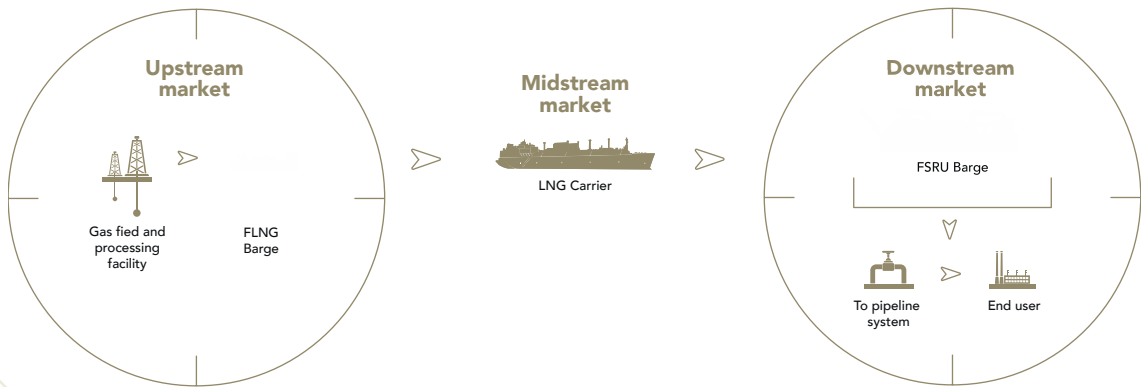 Upstream
market
Gas fied and
processing
facility
FLNG
Barge
Midstream
market
LNG Carrier
Downstream
market
FSRU Barge
To pipeline
system
End user